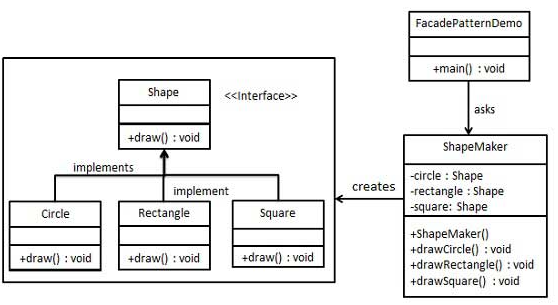 FacadePatternDemo
+main() : void
asks
Shape
<<Interface>>
+draw() : void
implements
implement
Circle
+draw() : void
Rectangle
+draw() : void
Square
+draw() : void
creates
ShapeMaker
-circle : Shape
-rectangle : Shape
-square: Shape
+ShapeMaker()
+drawCircle() : void
+drawRectangle() : void
+drawSquare() : void